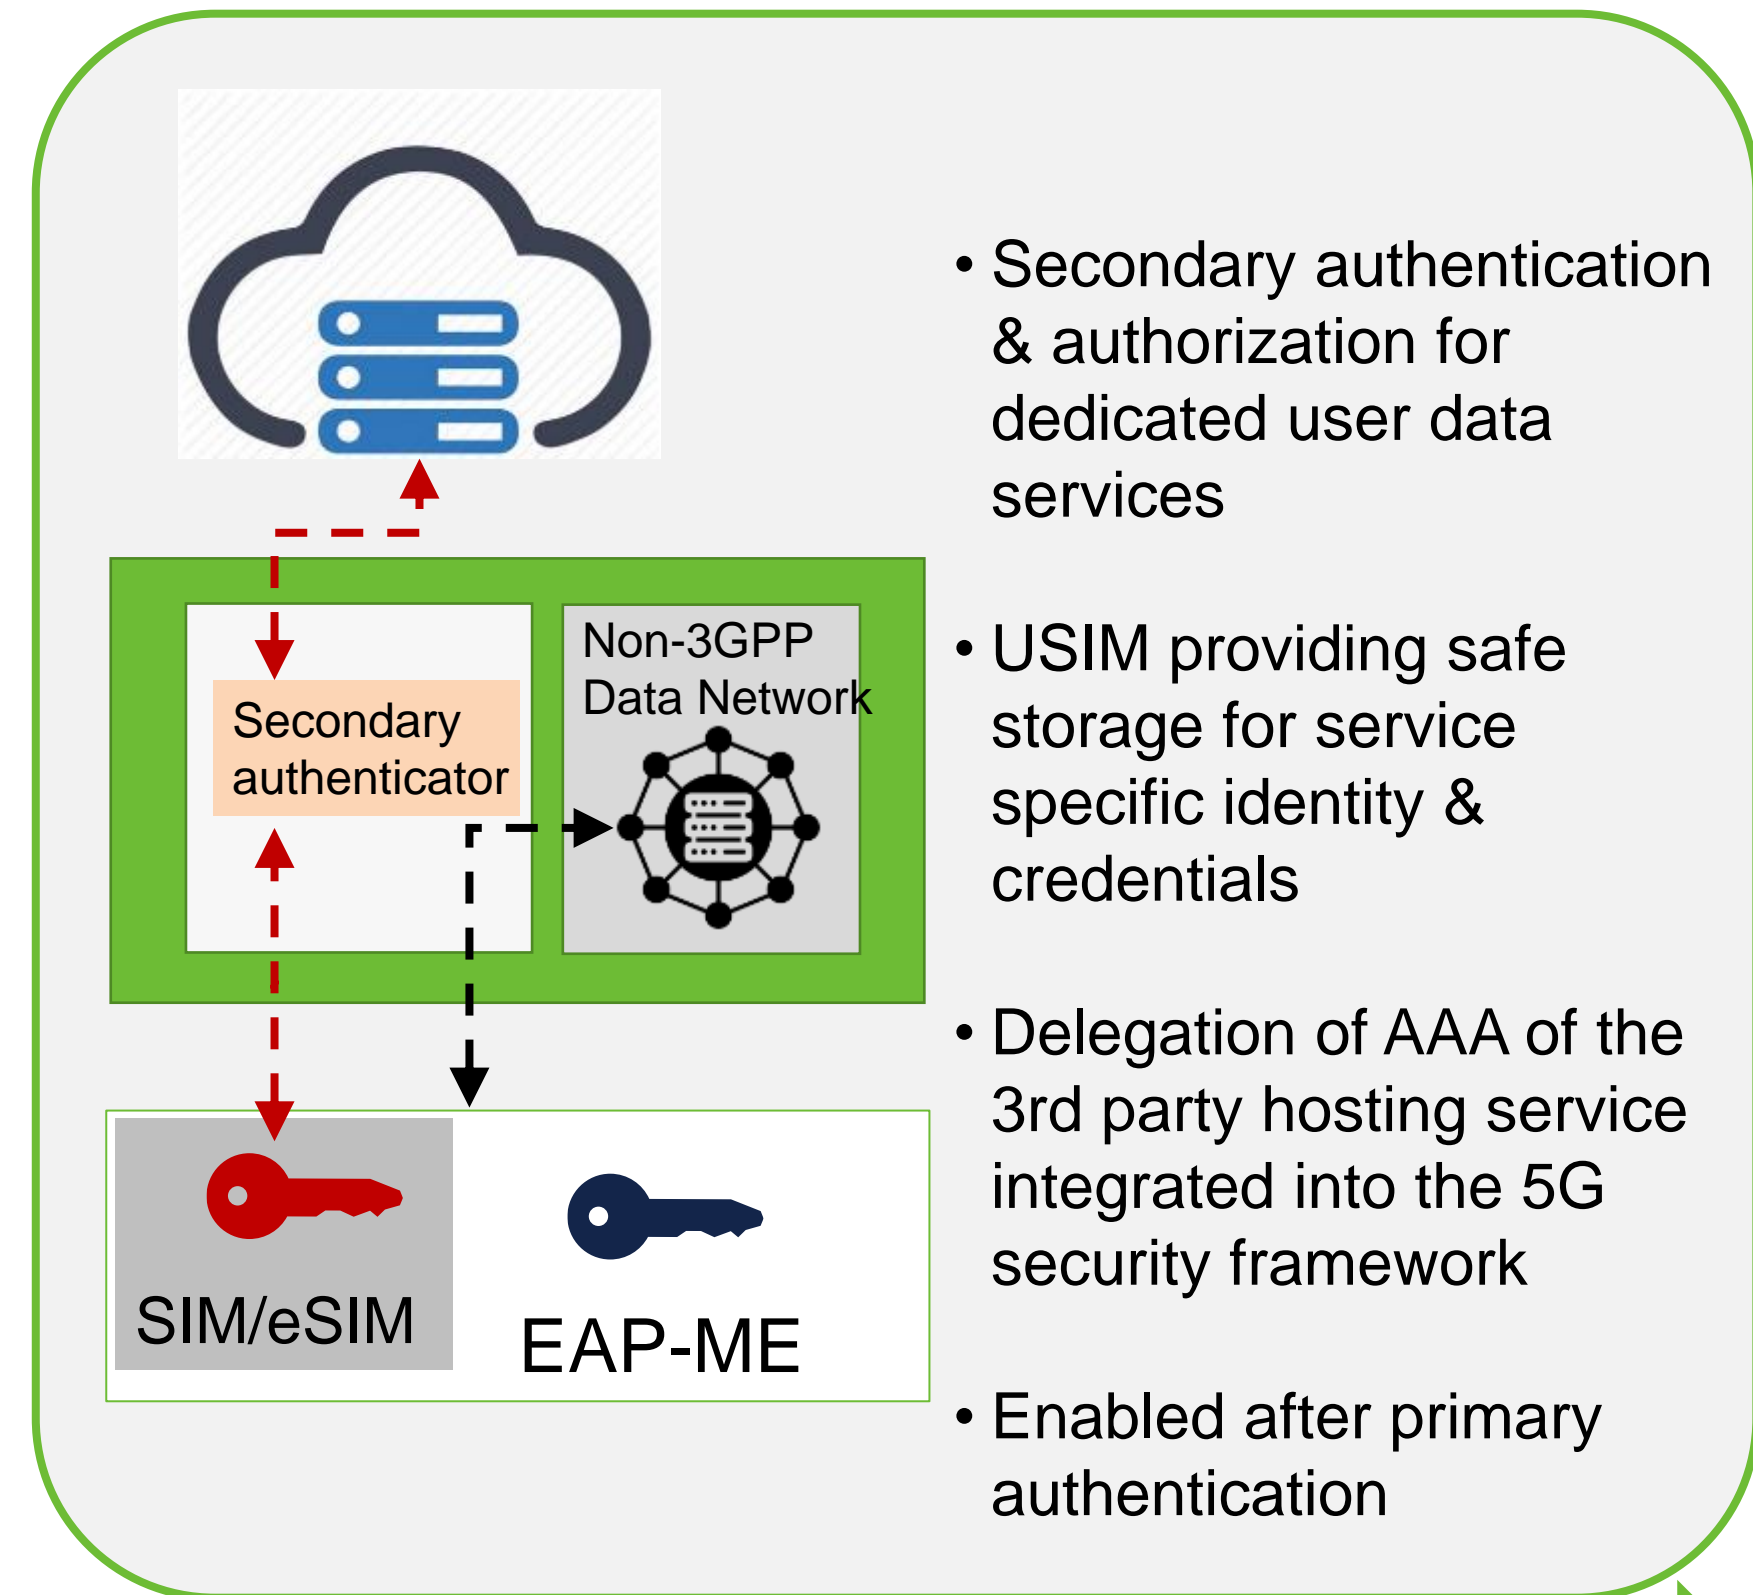 Non-3GPP
Data Network
Secondary
authenticator
SIM/eSIM
EAP-ME
• Secondary authentication
& authorization for
dedicated user data
services
• USIM providing safe
storage for service
specific identity &
credentials
• Delegation of AAA of the
3rd party hosting service
integrated into the 5G
security framework
• Enabled after primary
authentication